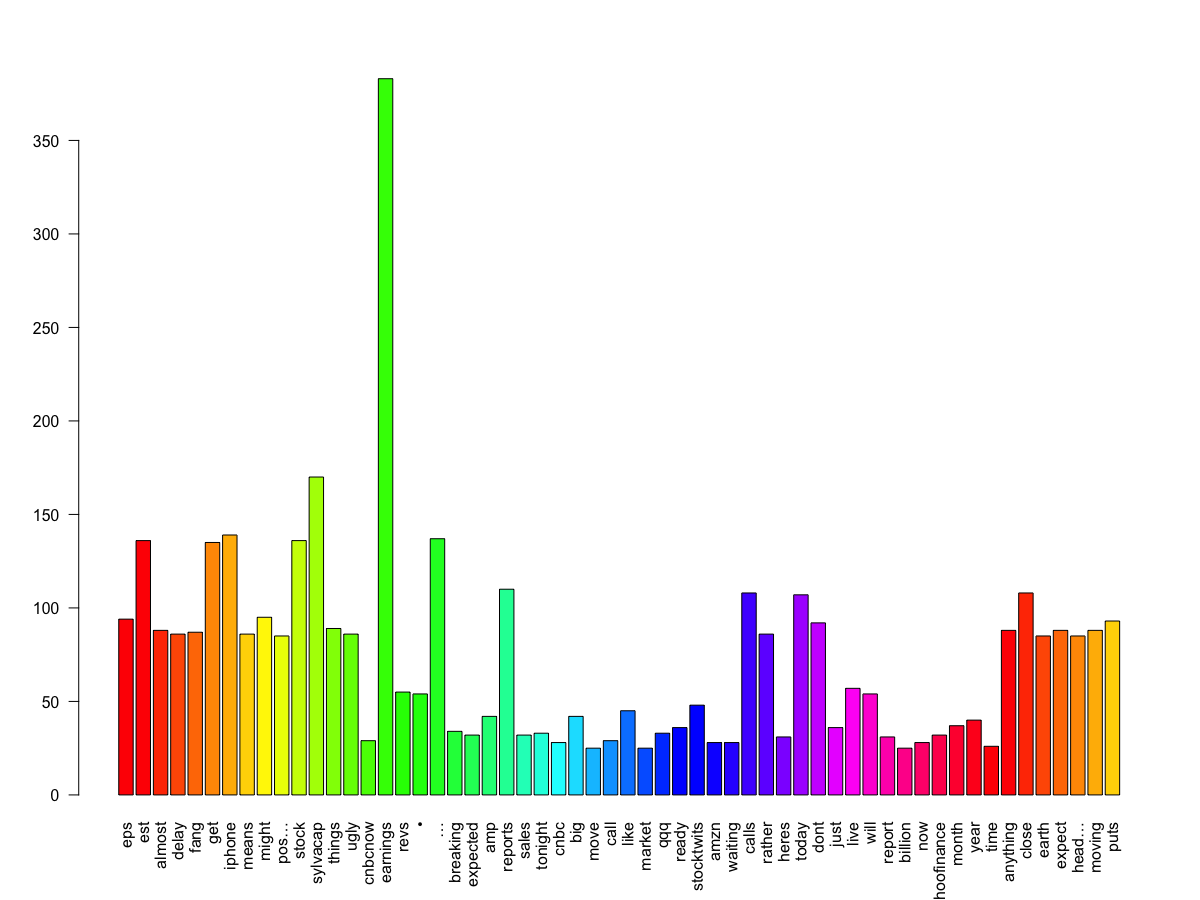 350
300
250
200
150
100
50
0
eps
est
almost
delay
fang
get
iphone
means
might
pos…
stock
sylvacap
things
ugly
cnbcnow
earnings
revs
•
…
breaking
expected
amp
reports
sales
tonight
cnbc
big
move
call
like
market
qqq
ready
stocktwits
amzn
waiting
calls
rather
heres
today
dont
just
live
will
report
billion
now
hoofinance
month
year
time
anything
close
earth
expect
head…
moving
puts